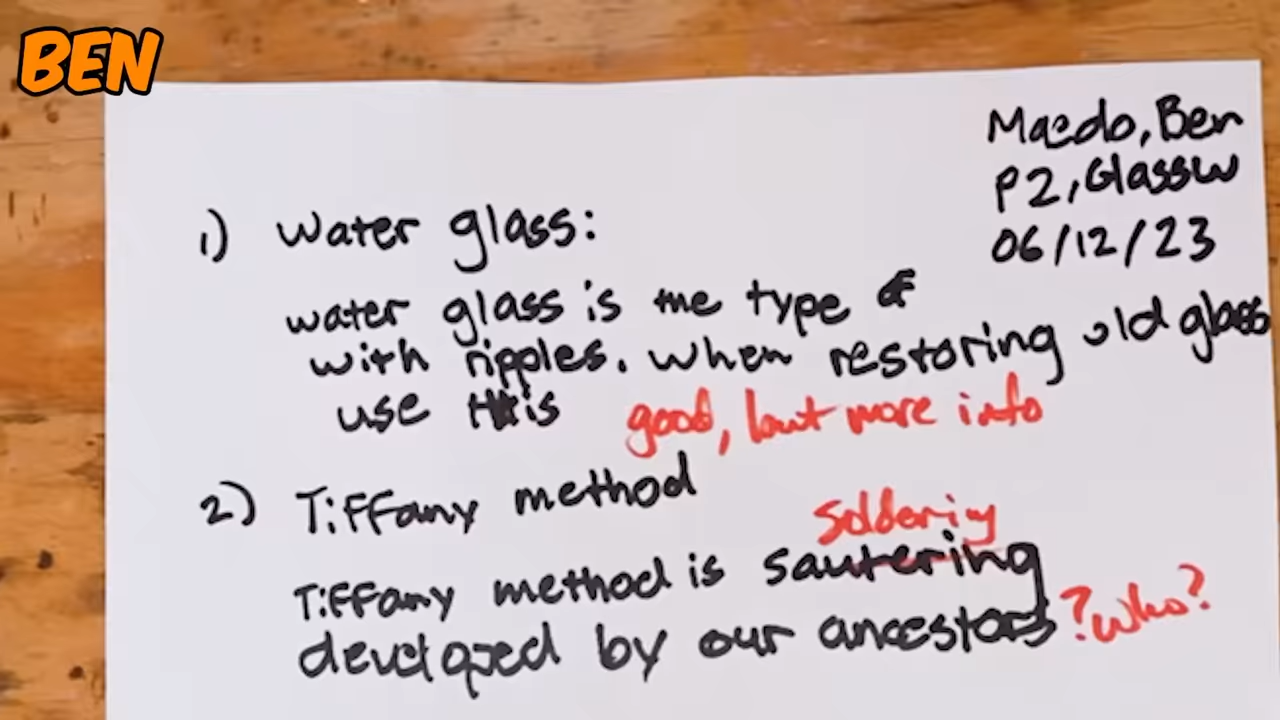 BEN
Macdo, Ben
P2, Glassw
06/12/23
1) Water glass:
water glass is the type of
with ripples. When restoring old glass
use this
good, but more info
2) Tiffany method
soldering
Tiffany method is sautering
develqoed by our ancestors
? who?